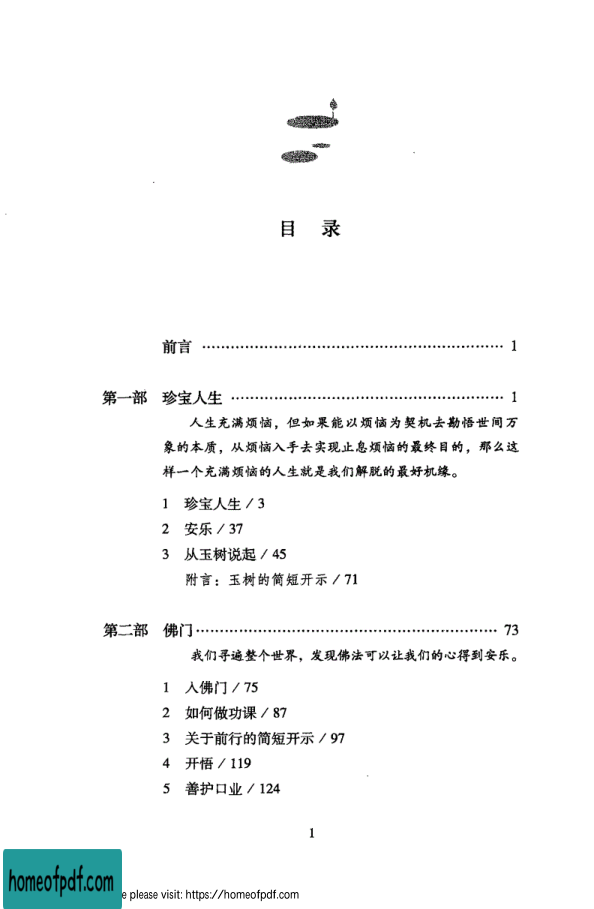 目 录
前言 ……………………………………………………… 1
第一部 珍宝人生 ………………………………………………… 1
人生充满烦恼，但如果能以烦恼为契机去勘悟世间万
象的本质，从烦恼入手去实现止息烦恼的最终目的，那么这
样一个充满烦恼的人生就是我们解脱的最好机缘。
1 珍宝人生 / 3
2 安乐 / 37
3 从玉树说起 / 45
附言：玉树的简短开示 / 71
第二部 佛门……………………………………………………… 73
我们寻遍整个世界，发现佛法可以让我们的心得到安乐。
1 入佛门 / 75
2 如何做功课 / 87
3 关于前行的简短开示 / 97
4 开悟 / 119
5 善护口业 / 124
1
homeofpdf.com
e please visit: https://homeofpdf.com